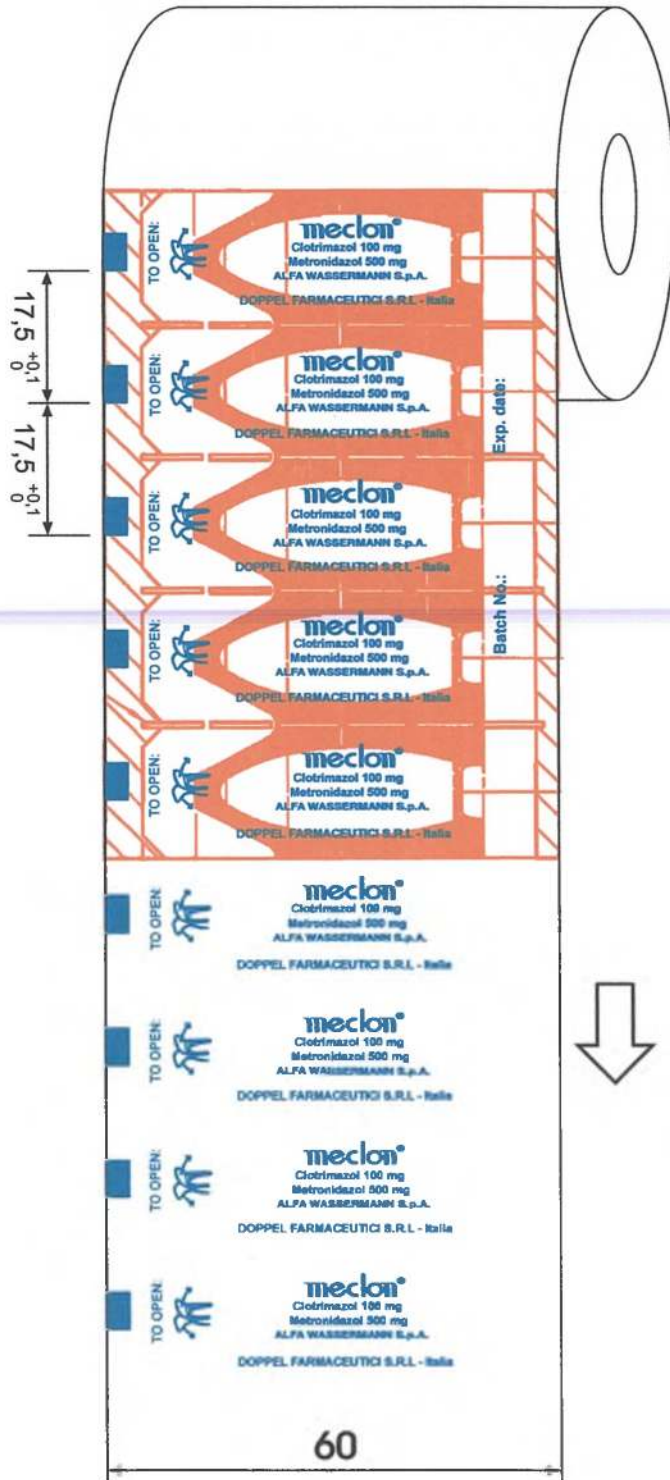 TO OPEN:
meclon®
Clotrimazol 100 mg
Metronidazol 500 mg
ALFA WASSERMANN S.p.A.
DOPPEL FARMACEUTICI S.R.L - Italia
TO OPEN:
meclon®
Clotrimazol 100 mg
Metronidazol 500 mg
ALFA WASSERMANN S.p.A.
DOPPEL FARMACEUTICI S.R.L - Italia
Exp. date:
17,5 +0,1 0
TO OPEN:
meclon®
Clotrimazol 100 mg
Metronidazol 500 mg
ALFA WASSERMANN S.p.A.
DOPPEL FARMACEUTICI S.R.L - Italia
17,5 +0,1 0
TO OPEN:
meclon®
Clotrimazol 100 mg
Metronidazol 500 mg
ALFA WASSERMANN S.p.A.
DOPPEL FARMACEUTICI S.R.L - Italia
Batch No.:
TO OPEN:
meclon®
Clotrimazol 100 mg
Metronidazol 500 mg
ALFA WASSERMANN S.p.A.
DOPPEL FARMACEUTICI S.R.L - Italia
TO OPEN:
meclon®
Clotrimazol 100 mg
Metronidazol 500 mg
ALFA WASSERMANN S.p.A.
DOPPEL FARMACEUTICI S.R.L - Italia
TO OPEN:
meclon®
Clotrimazol 100 mg
Metronidazol 500 mg
ALFA WASSERMANN S.p.A.
DOPPEL FARMACEUTICI S.R.L - Italia
TO OPEN:
meclon®
Clotrimazol 100 mg
Metronidazol 500 mg
ALFA WASSERMANN S.p.A.
DOPPEL FARMACEUTICI S.R.L - Italia
TO OPEN:
meclon®
Clotrimazol 100 mg
Metronidazol 500 mg
ALFA WASSERMANN S.p.A.
DOPPEL FARMACEUTICI S.R.L - Italia
60